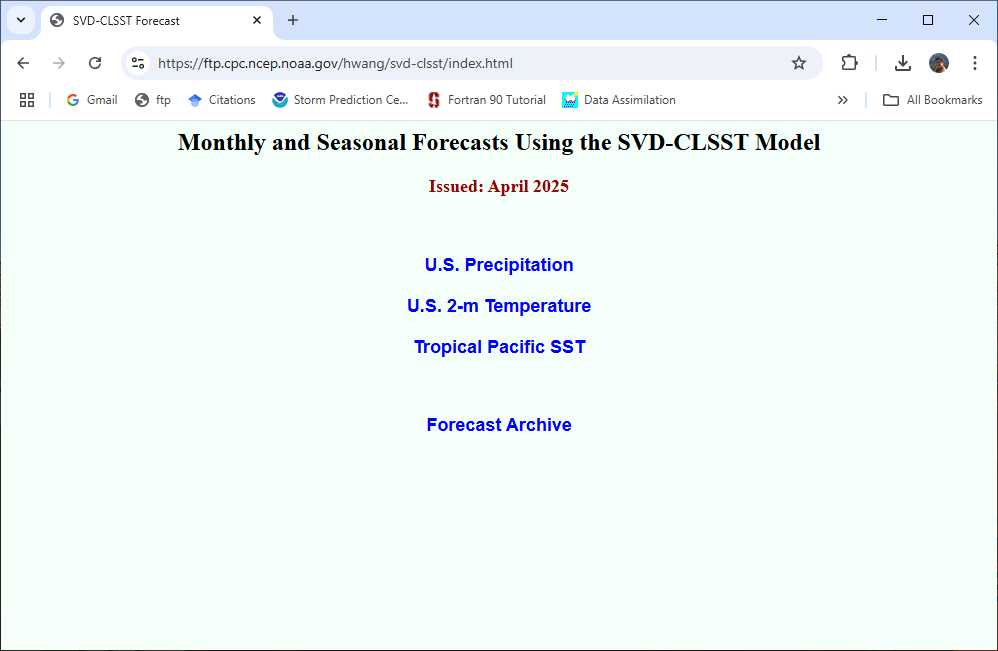 SVD-CLSST Forecast
https://ftp.cpc.ncep.noaa.gov/hwang/svd-clsst/index.html
Gmail ftp Citations Storm Prediction Ce... Fortran 90 Tutorial Data Assimilation All Bookmarks
Monthly and Seasonal Forecasts Using the SVD-CLSST Model
Issued: April 2025
U.S. Precipitation
U.S. 2-m Temperature
Tropical Pacific SST
Forecast Archive